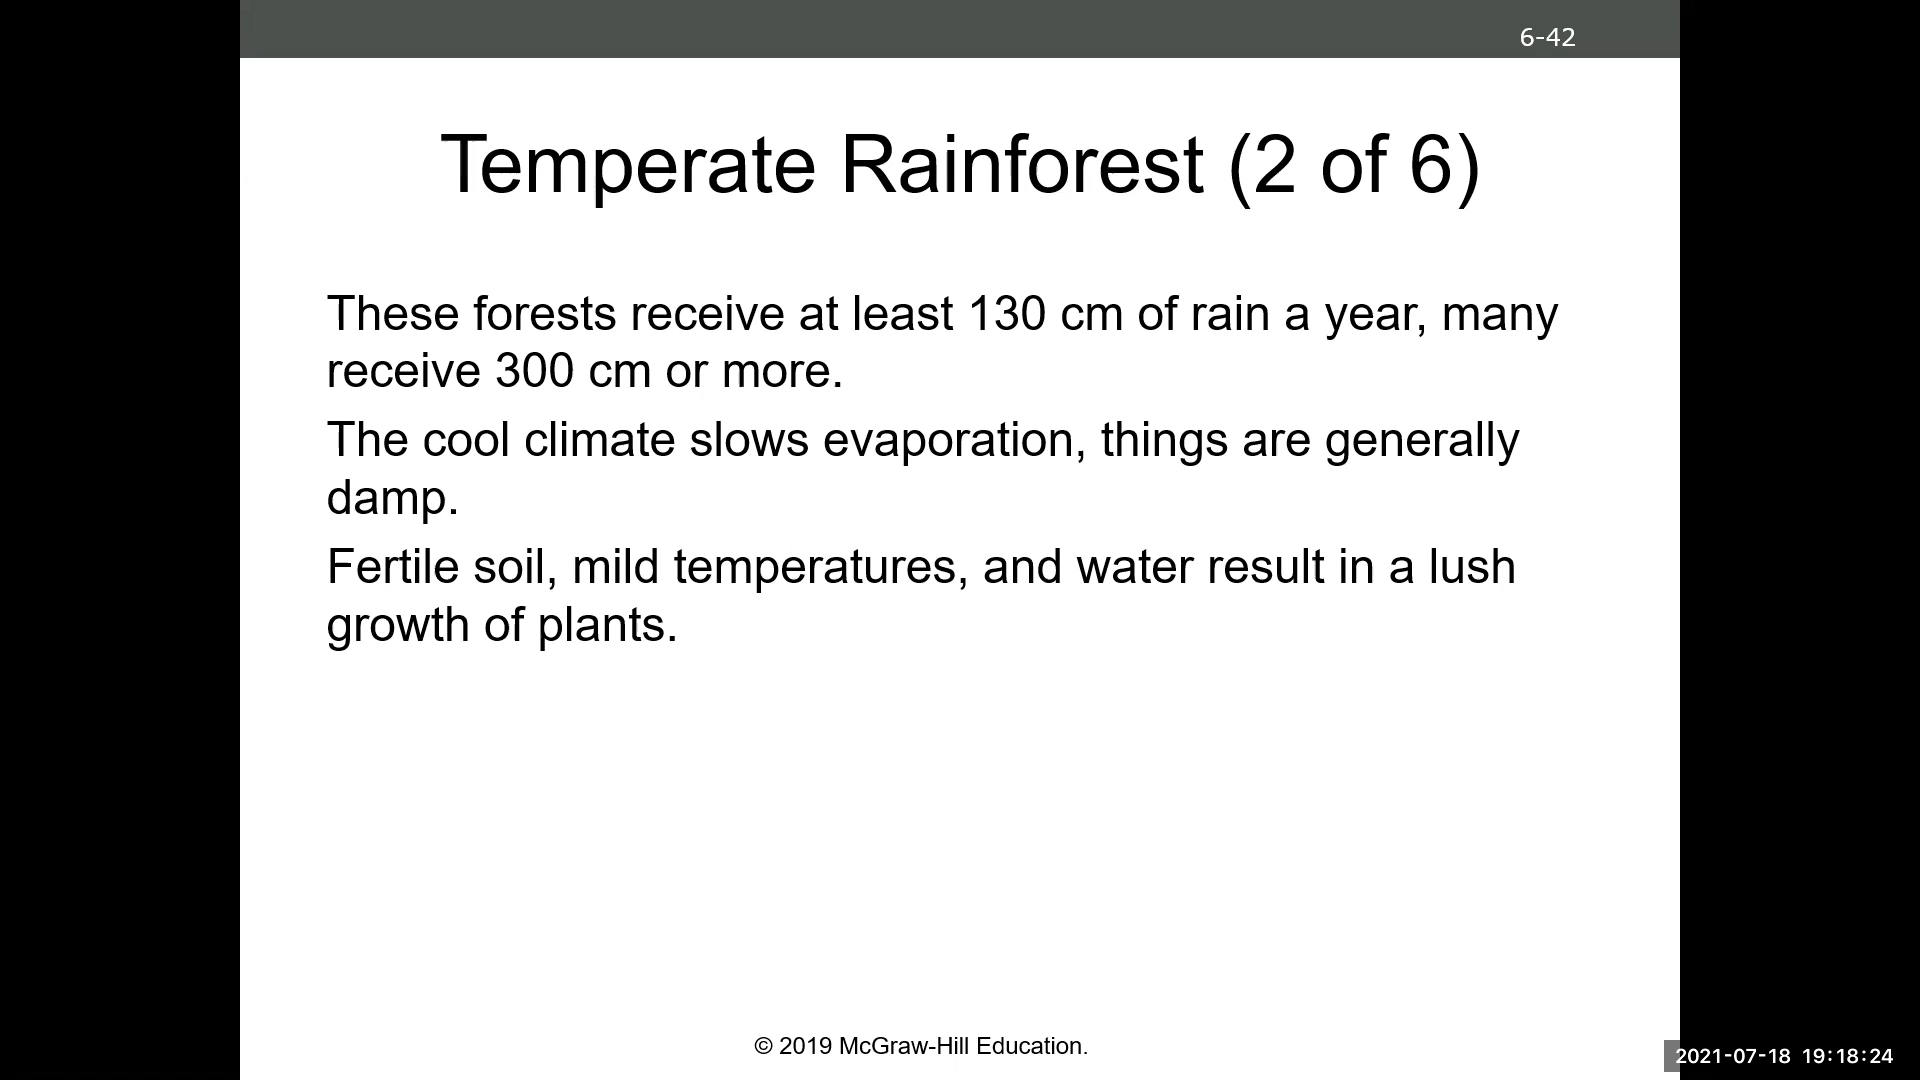 6-42
Temperate Rainforest (2 of 6)
These forests receive at least 130 cm of rain a year, many
receive 300 cm or more.
The cool climate slows evaporation, things are generally
damp.
Fertile soil, mild temperatures, and water result in a lush
growth of plants.
© 2019 McGraw-Hill Education.
2021-07-18 19:18:24